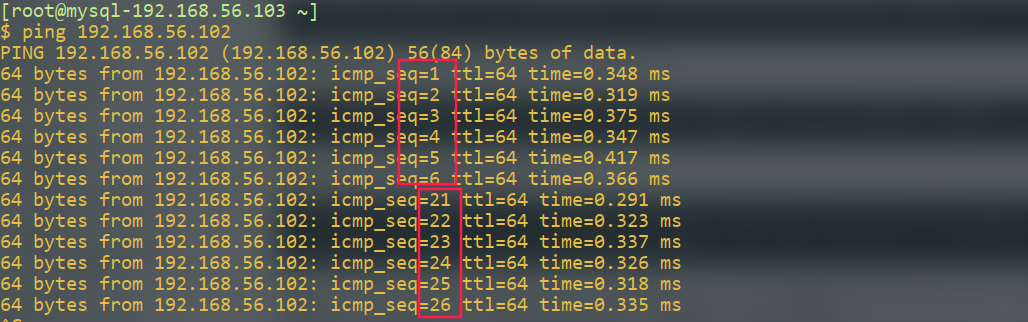 [root@mysql-192.168.56.103 ~]
$ ping 192.168.56.102
PING 192.168.56.102 (192.168.56.102) 56(84) bytes of data.
64 bytes from 192.168.56.102: icmp_seq=1 ttl=64 time=0.348 ms
64 bytes from 192.168.56.102: icmp_seq=2 ttl=64 time=0.319 ms
64 bytes from 192.168.56.102: icmp_seq=3 ttl=64 time=0.375 ms
64 bytes from 192.168.56.102: icmp_seq=4 ttl=64 time=0.347 ms
64 bytes from 192.168.56.102: icmp_seq=5 ttl=64 time=0.417 ms
64 bytes from 192.168.56.102: icmp_seq=6 ttl=64 time=0.366 ms
64 bytes from 192.168.56.102: icmp_seq=21 ttl=64 time=0.291 ms
64 bytes from 192.168.56.102: icmp_seq=22 ttl=64 time=0.323 ms
64 bytes from 192.168.56.102: icmp_seq=23 ttl=64 time=0.337 ms
64 bytes from 192.168.56.102: icmp_seq=24 ttl=64 time=0.326 ms
64 bytes from 192.168.56.102: icmp_seq=25 ttl=64 time=0.318 ms
64 bytes from 192.168.56.102: icmp_seq=26 ttl=64 time=0.335 ms